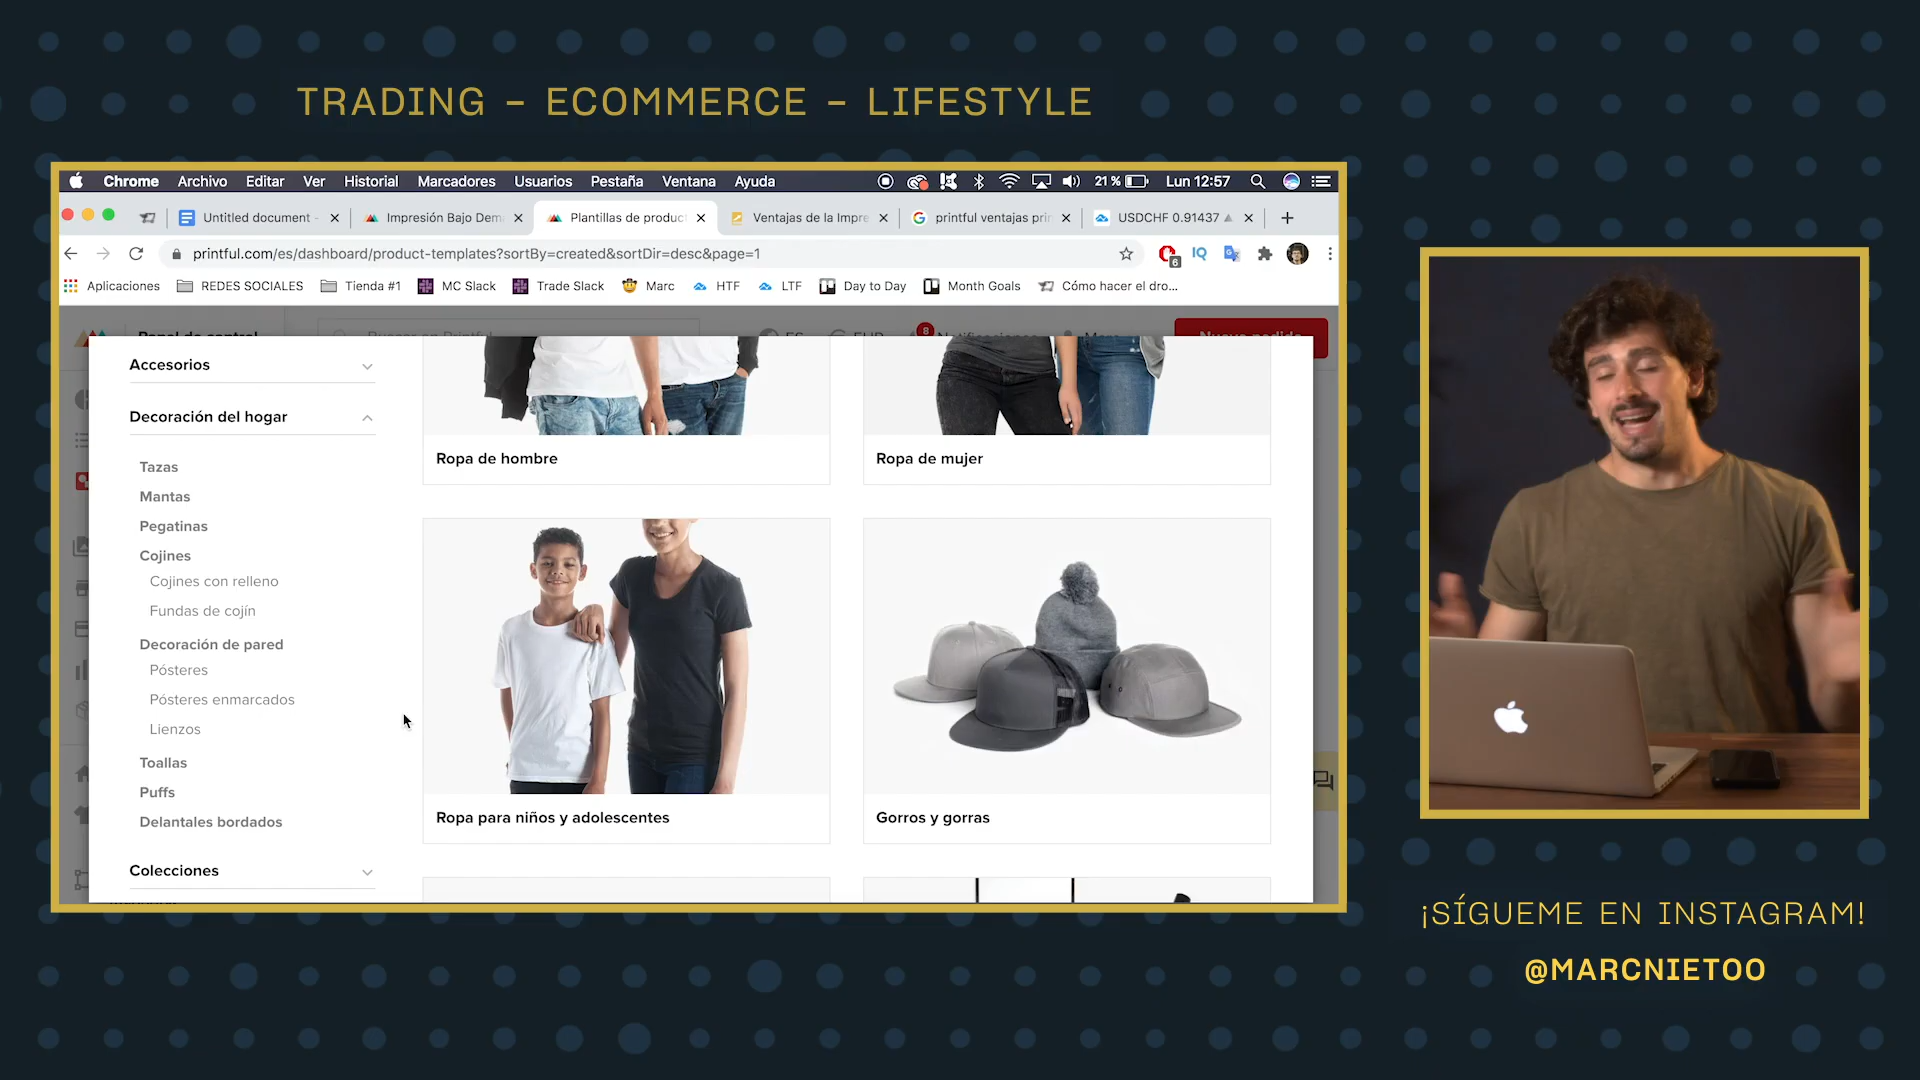 TRADING – ECOMMERCE – LIFESTYLE
Chrome Archivo Editar Ver Historial Marcadores Usuarios Pestaña Ventana Ayuda 21 % Lun 12:57
Untitled document - Impresión Bajo Dem Plantillas de produc Ventajas de la Impre printful ventajas prin USDCHF 0.91437
printful.com/es/dashboard/product-templates?sortBy=created&sortDir=desc&page=1 6 IQ
Aplicaciones REDES SOCIALES Tienda #1 MC Slack Trade Slack Marc HTF LTF Day to Day Month Goals Cómo hacer el dro...
8
Accesorios
Decoración del hogar
Tazas
Mantas
Pegatinas
Cojines
Cojines con relleno
Fundas de cojín
Decoración de pared
Pósteres
Pósteres enmarcados
Lienzos
Toallas
Puffs
Delantales bordados
Colecciones
Ropa de hombre
Ropa de mujer
Ropa para niños y adolescentes
Gorros y gorras
¡SÍGUEME EN INSTAGRAM!
@MARCNIETOO